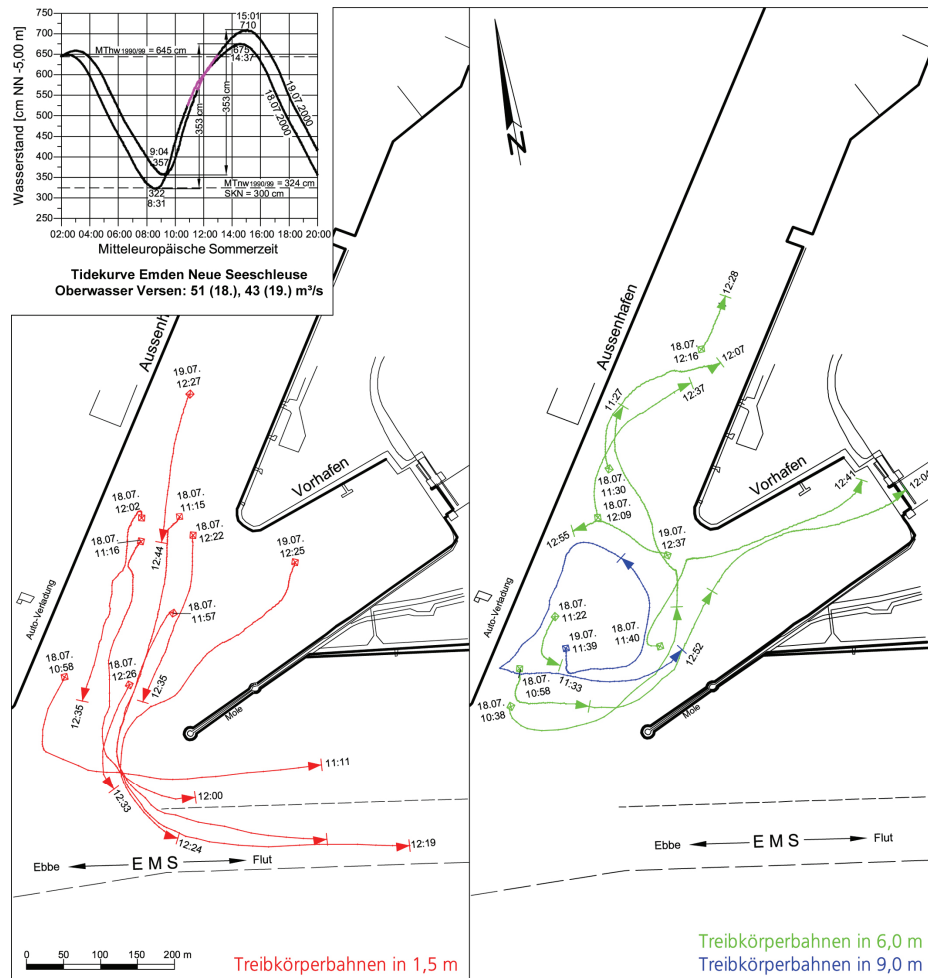 750
700
650
600
550
500
450
400
350
300
250
Wasserstand [cm NN -5,00 m]
15:01
710
MThw 1990/99 = 645 cm
675
14:37
353 cm
353 cm
19.07.2000
18.07.2000
9:04
357
MTnw 1990/99 = 324 cm
322
SKN = 300 cm
8:31
02:00 04:00 06:00 08:00 10:00 12:00 14:00 16:00 18:00 20:00
Mitteleuropäische Sommerzeit
Tidekurve Emden Neue Seeschleuse
Oberwasser Versen: 51 (18.), 43 (19.) m³/s
Aussenhafen
19.07.
12:27
Vorhafen
18.07.
12:02
18.07.
11:15
18.07.
12:22
18.07.
11:16
12:44
19.07.
12:25
Auto-Verladung
18.07.
11:57
18.07.
10:58
18.07.
12:26
12:35
12:35
Mole
11:11
12:33
12:00
12:24
12:19
Ebbe
EMS
Flut
0 50 100 150 200 m
Treibkörperbahnen in 1,5 m
N
Aussenhafen
12:28
18.07.
12:16
12:07
12:37
11:27
Vorhafen
18.07.
11:30
12:41
12:04
18.07.
12:09
12:55
19.07.
12:37
Auto-Verladung
18.07.
11:22
19.07.
11:39
18.07.
11:40
12:52
18.07.
10:58
11:33
18.07.
10:38
Mole
Ebbe
EMS
Flut
Treibkörperbahnen in 6,0 m
Treibkörperbahnen in 9,0 m